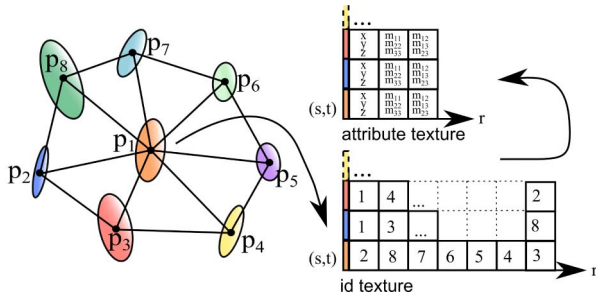 p₇
p₈
p₆
p₁
p₂
p₅
p₃
p₄
...
x y z m₁₁ m₂₂ m₃₃ m₁₂ m₁₃ m₂₃
x y z m₁₁ m₂₂ m₃₃ m₁₂ m₁₃ m₂₃
(s,t) x y z m₁₁ m₂₂ m₃₃ m₁₂ m₁₃ m₂₃
r
attribute texture
...
1 4 ... 2
1 3 ... 8
(s,t) 2 8 7 6 5 4 3
r
id texture